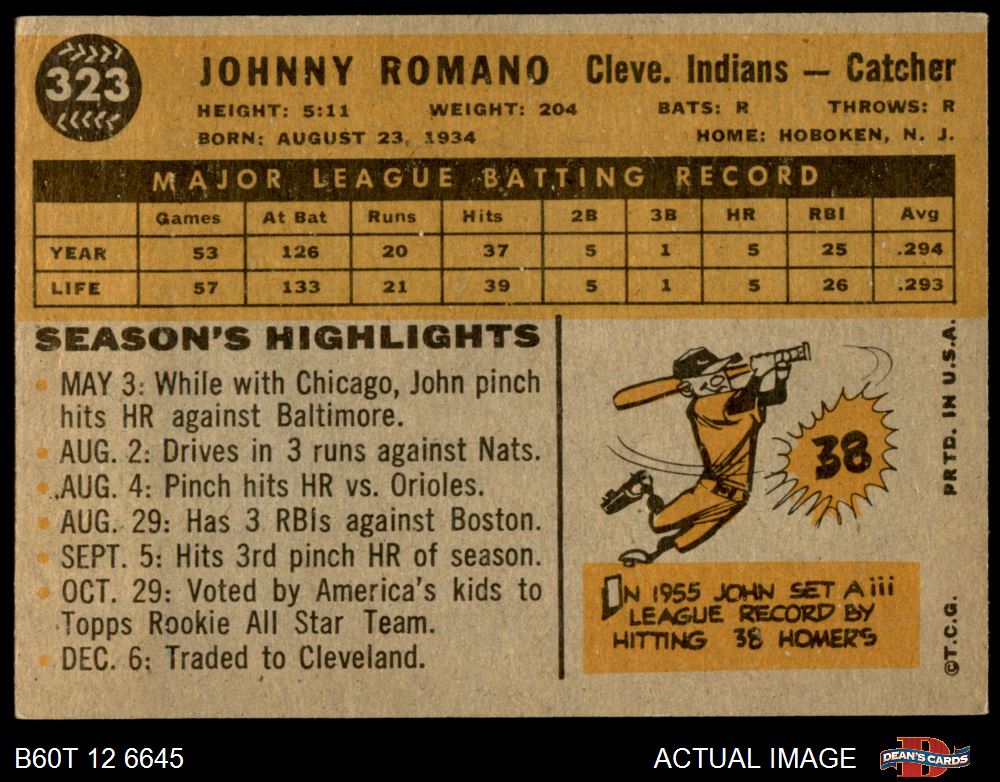 323
JOHNNY ROMANO Cleve. Indians — Catcher
HEIGHT: 5:11 WEIGHT: 204 BATS: R THROWS: R
BORN: AUGUST 23, 1934 HOME: HOBOKEN, N. J.
MAJOR LEAGUE BATTING RECORD
Games At Bat Runs Hits 2B 3B HR RBI Avg
YEAR 53 126 20 37 5 1 5 25 .294
LIFE 57 133 21 39 5 1 5 26 .293
SEASON'S HIGHLIGHTS
MAY 3: While with Chicago, John pinch
hits HR against Baltimore.
AUG. 2: Drives in 3 runs against Nats.
AUG. 4: Pinch hits HR vs. Orioles.
AUG. 29: Has 3 RBIs against Boston.
SEPT. 5: Hits 3rd pinch HR of season.
OCT. 29: Voted by America's kids to
Topps Rookie All Star Team.
DEC. 6: Traded to Cleveland.
38
IN 1955 JOHN SET A iii
LEAGUE RECORD BY
HITTING 38 HOMERS
©T.C.G. PRTD. IN U.S.A.
B60T 12 6645
ACTUAL IMAGE
DEAN'S CARDS